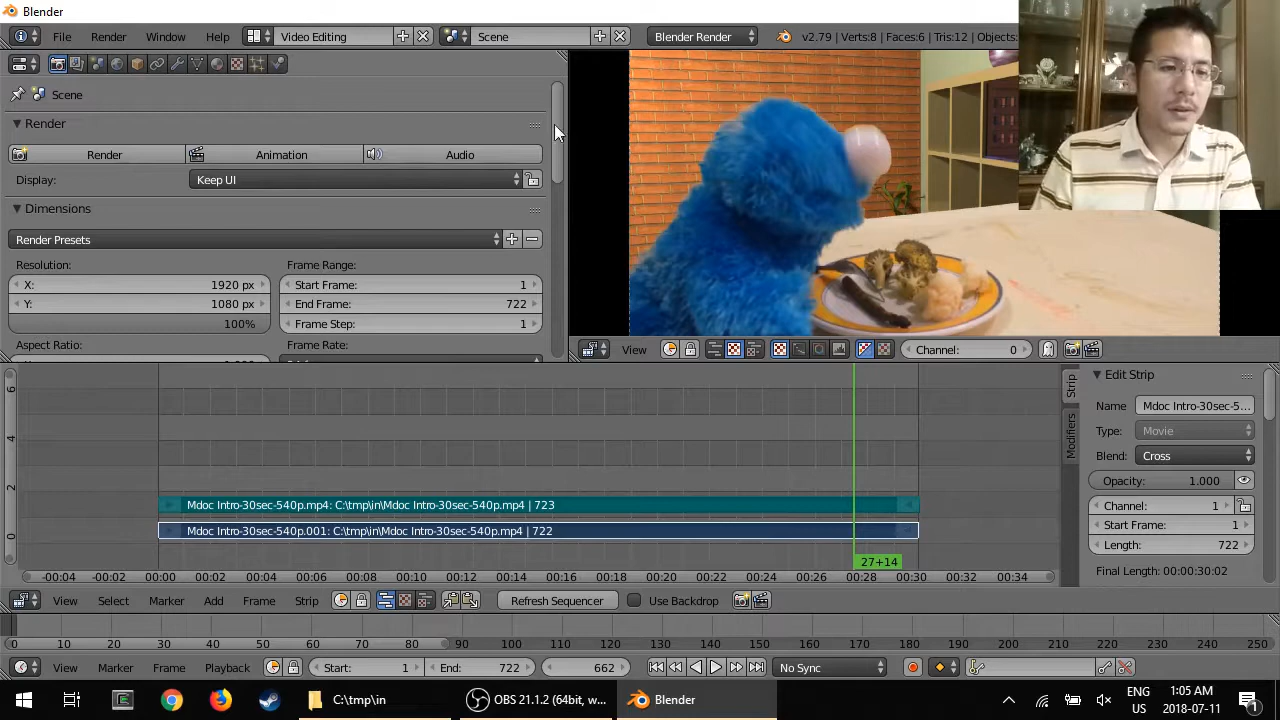 Blender
File Render Window Help Video Editing Scene Blender Render v2.79 | Verts:8 | Faces:6 | Tris:12 | Objects:
Scene
Render
Render Animation Audio
Display: Keep UI
Dimensions
Render Presets
Resolution: Frame Range:
X: 1920 px Start Frame: 1
Y: 1080 px End Frame: 722
100% Frame Step: 1
Aspect Ratio: Frame Rate:
View Channel: 0
6
4
2
0
Mdoc Intro-30sec-540p.mp4: C:\tmp\in\Mdoc Intro-30sec-540p.mp4 | 723
Mdoc Intro-30sec-540p.001: C:\tmp\in\Mdoc Intro-30sec-540p.mp4 | 722
27+14
-00:04 -00:02 00:00 00:02 00:04 00:06 00:08 00:10 00:12 00:14 00:16 00:18 00:20 00:22 00:24 00:26 00:28 00:30 00:32 00:34
Strip
Modifiers
Edit Strip
Name Mdoc Intro-30sec-5...
Type: Movie
Blend: Cross
Opacity: 1.000
Channel: 1
Start Frame: 1
Length: 722
Final Length: 00:00:30:02
View Select Marker Add Frame Strip Refresh Sequencer Use Backdrop
0 10 20 30 40 50 60 70 80 90 100 110 120 130 140 150 160 170 180 190 200 210 220 230 240 250
View Marker Frame Playback Start: 1 End: 722 662 No Sync
C:\tmp\in OBS 21.1.2 (64bit, w... Blender
ENG
US
1:05 AM
2018-07-11
1